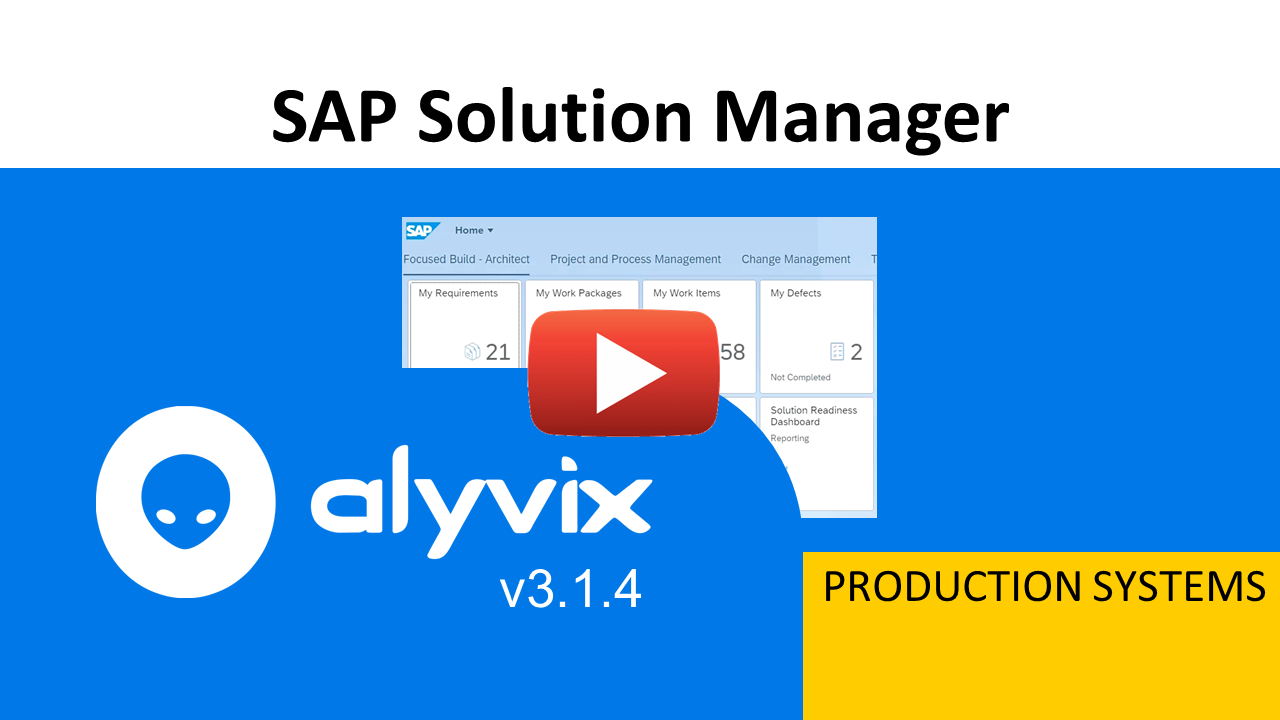 SAP Solution Manager
SAP Home
Focused Build - Architect Project and Process Management Change Management T
My Requirements My Work Packages My Work Items My Defects
21 58 2
Not Completed
Solution Readiness
Dashboard
Reporting
alyvix
v3.1.4
PRODUCTION SYSTEMS